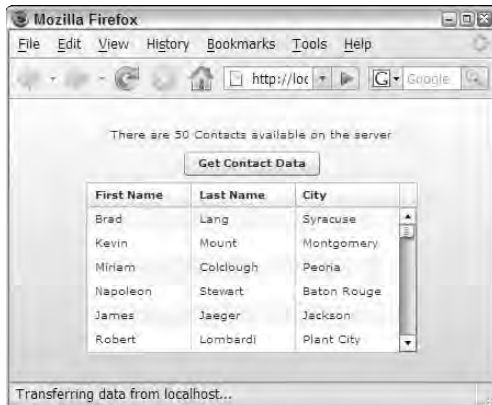 Mozilla Firefox
File Edit View History Bookmarks Tools Help
http://loc G Google
There are 50 Contacts available on the server
Get Contact Data
First Name Last Name City
Brad Lang Syracuse
Kevin Mount Montgomery
Miriam Colclough Peoria
Napoleon Stewart Baton Rouge
James Jaeger Jackson
Robert Lombardi Plant City
Transferring data from localhost...